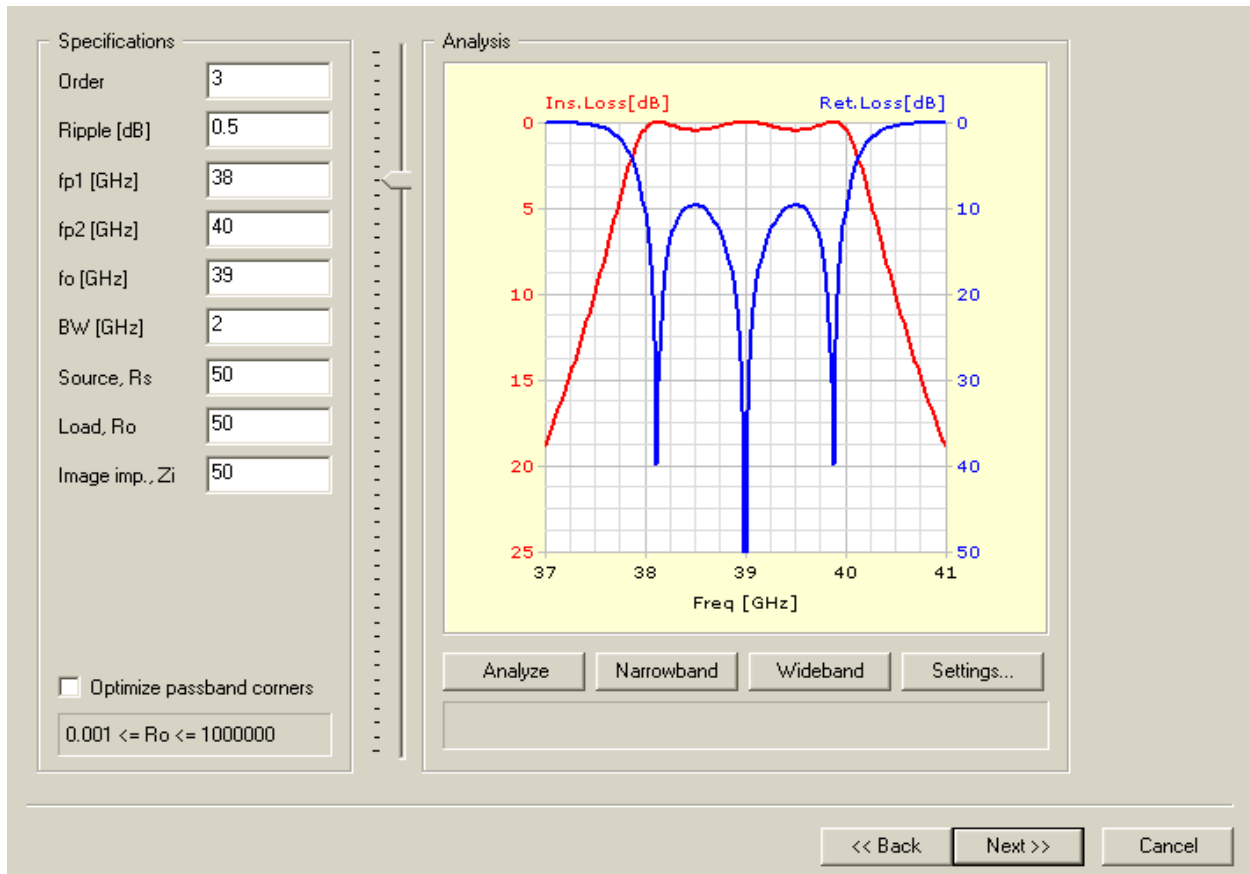 Specifications
Order 3
Ripple [dB] 0.5
fp1 [GHz] 38
fp2 [GHz] 40
fo [GHz] 39
BW [GHz] 2
Source, Rs 50
Load, Ro 50
Image imp., Zi 50
Optimize passband corners
0.001 <= Ro <= 1000000
Analysis
Ins.Loss[dB] Ret.Loss[dB]
0 0
5 10
10 20
15 30
20 40
25 50
37 38 39 40 41
Freq [GHz]
Analyze Narrowband Wideband Settings...
<< Back Next >> Cancel